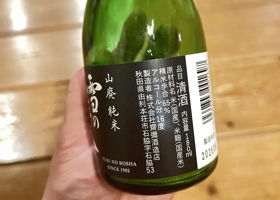 山廃 純米
雪の
YUKI NO BOSHA
SINCE 1902
品目 清酒 内容量 180ml
原材料名 米(国産)、米麹(国産米)
精米歩合 65%
アルコール分 16度
製造者 株式会社齋彌酒造店
秋田県由利本荘市石脇字石脇53